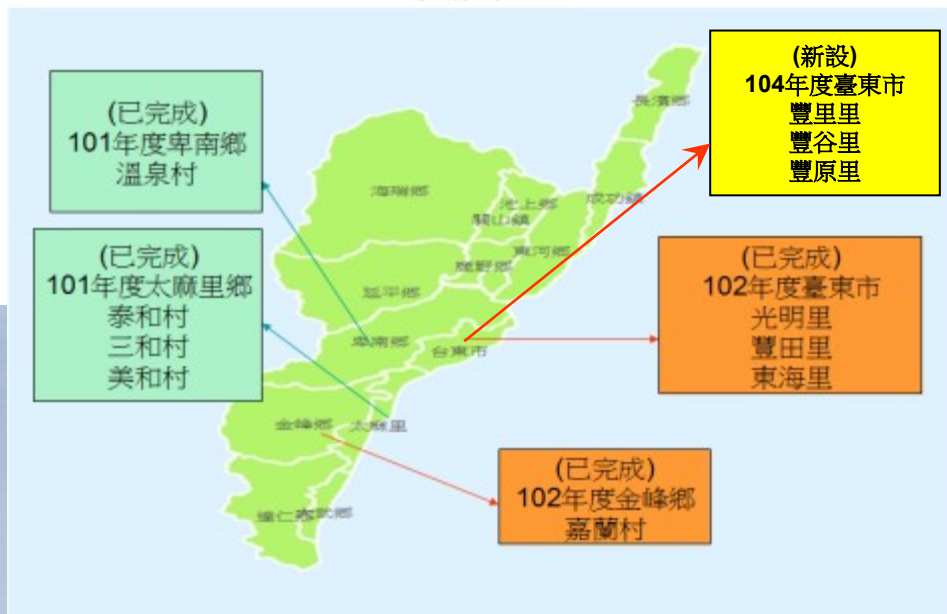 (新設)
104年度臺東市
豐里里
豐谷里
豐原里
(已完成)
101年度卑南鄉
溫泉村
(已完成)
101年度太麻里鄉
泰和村
三和村
美和村
(已完成)
102年度臺東市
光明里
豐田里
東海里
(已完成)
102年度金峰鄉
嘉蘭村
長濱鄉
海瑞鄉
池上鄉
關山鎮
成功鎮
東河鄉
鹿野鄉
延平鄉
卑南鄉
台東市
金峰鄉
太麻里
達仁鄉